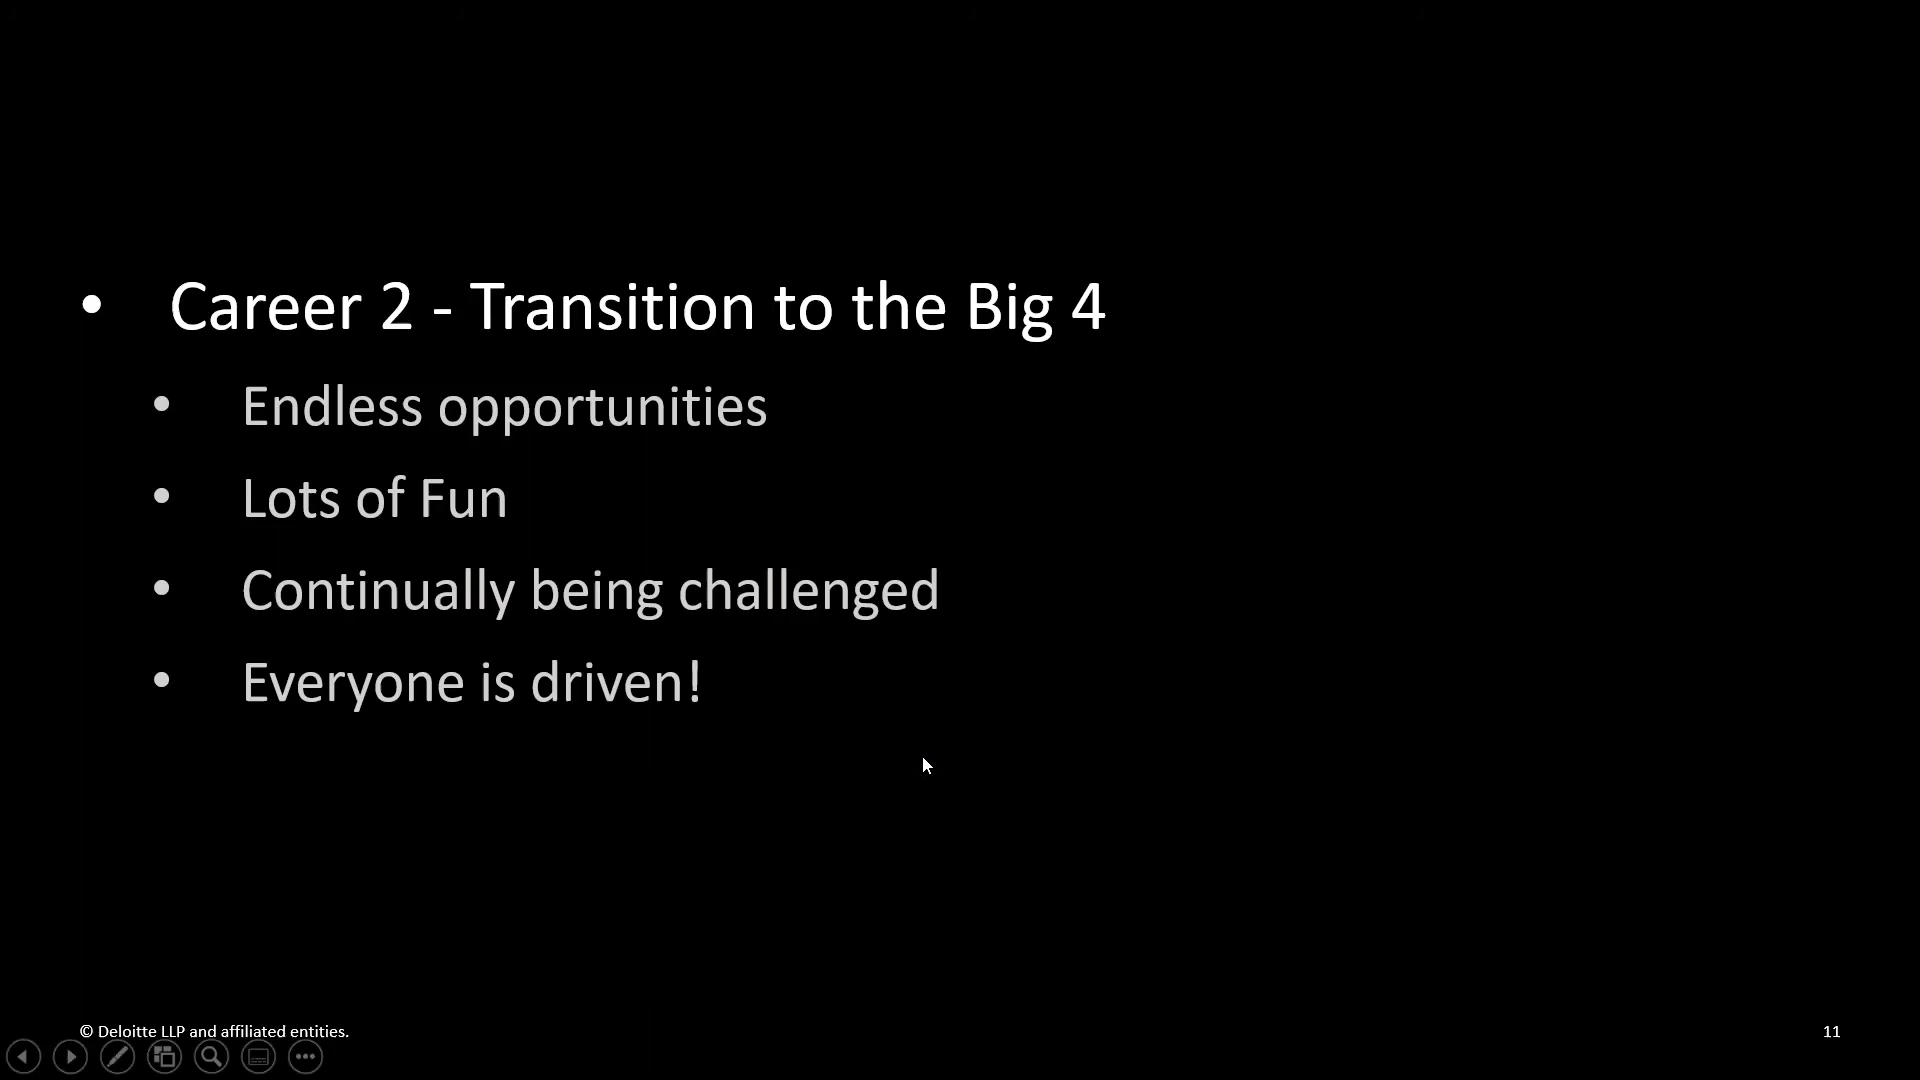 • Career 2 - Transition to the Big 4
• Endless opportunities
• Lots of Fun
• Continually being challenged
• Everyone is driven!
© Deloitte LLP and affiliated entities.
11